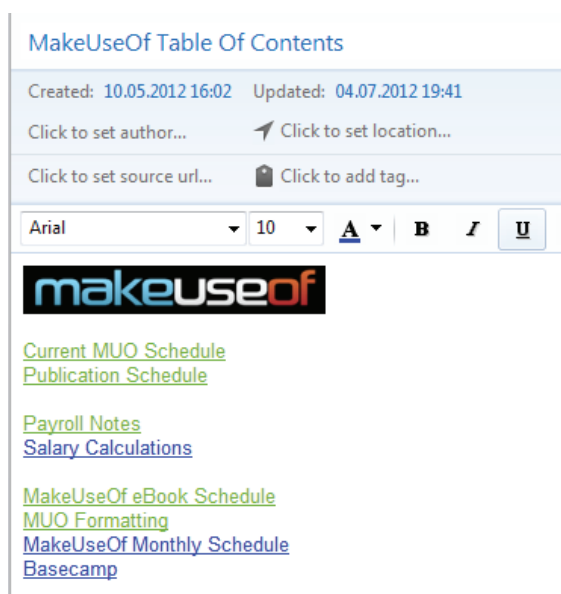 MakeUseOf Table Of Contents
Created: 10.05.2012 16:02 Updated: 04.07.2012 19:41
Click to set author... Click to set location...
Click to set source url... Click to add tag...
Arial 10 A B I U
makeuseof
Current MUO Schedule
Publication Schedule
Payroll Notes
Salary Calculations
MakeUseOf eBook Schedule
MUO Formatting
MakeUseOf Monthly Schedule
Basecamp